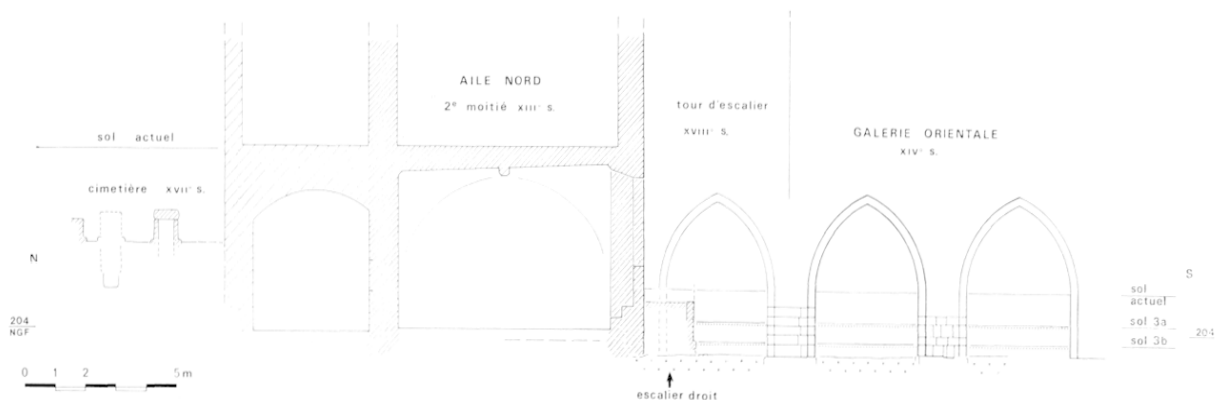 AILE NORD
2e moitié XIIIe S.
tour d'escalier
XVIIIe S.
GALERIE ORIENTALE
XIVe S.
sol actuel
cimetière XVIIe S.
N
S
sol
actuel
sol 3a
sol 3b
204
204
NGF
0 1 2 5m
escalier droit